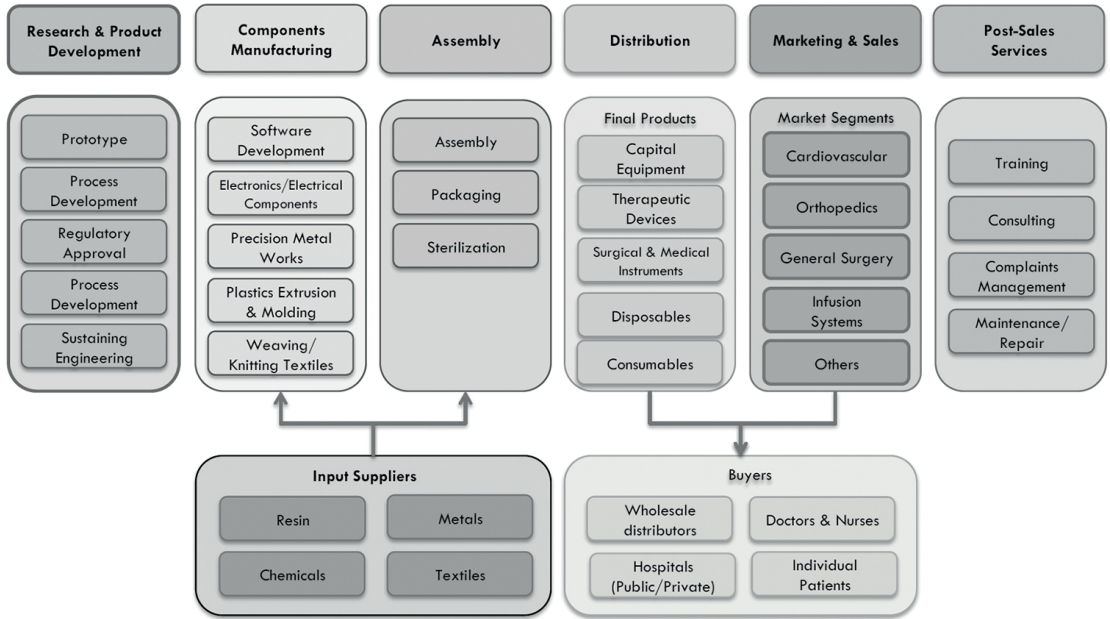 Research & Product
Development
Components
Manufacturing
Assembly
Distribution
Marketing & Sales
Post-Sales
Services
Prototype
Process
Development
Regulatory
Approval
Process
Development
Sustaining
Engineering
Software
Development
Electronics/Electrical
Components
Precision Metal
Works
Plastics Extrusion
& Molding
Weaving/
Knitting Textiles
Assembly
Packaging
Sterilization
Final Products
Capital
Equipment
Therapeutic
Devices
Surgical & Medical
Instruments
Disposables
Consumables
Market Segments
Cardiovascular
Orthopedics
General Surgery
Infusion
Systems
Others
Training
Consulting
Complaints
Management
Maintenance/
Repair
Input Suppliers
Resin
Metals
Chemicals
Textiles
Buyers
Wholesale
distributors
Doctors & Nurses
Hospitals
(Public/Private)
Individual
Patients